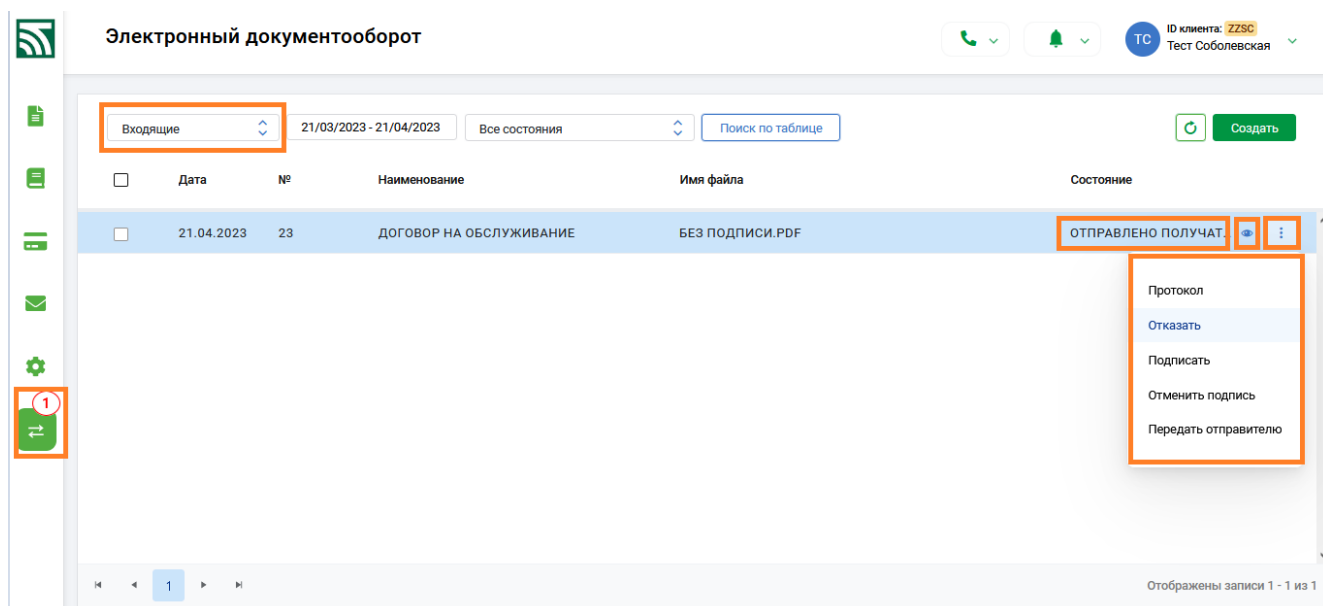 Электронный документооборот
ID клиента: ZZSC
ТС
Тест Соболевская
Входящие
21/03/2023 - 21/04/2023
Все состояния
Поиск по таблице
Создать
Дата № Наименование Имя файла Состояние
21.04.2023 23 ДОГОВОР НА ОБСЛУЖИВАНИЕ БЕЗ ПОДПИСИ.PDF ОТПРАВЛЕНО ПОЛУЧАТ...
Протокол
Отказать
Подписать
Отменить подпись
Передать отправителю
1
1
Отображены записи 1 - 1 из 1